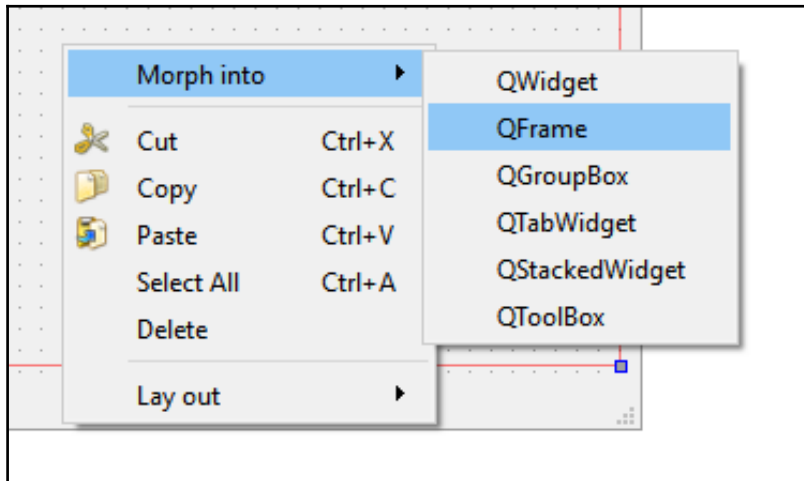 Morph into
Cut Ctrl+X
Copy Ctrl+C
Paste Ctrl+V
Select All Ctrl+A
Delete
Lay out
QWidget
QFrame
QGroupBox
QTabWidget
QStackedWidget
QToolBox